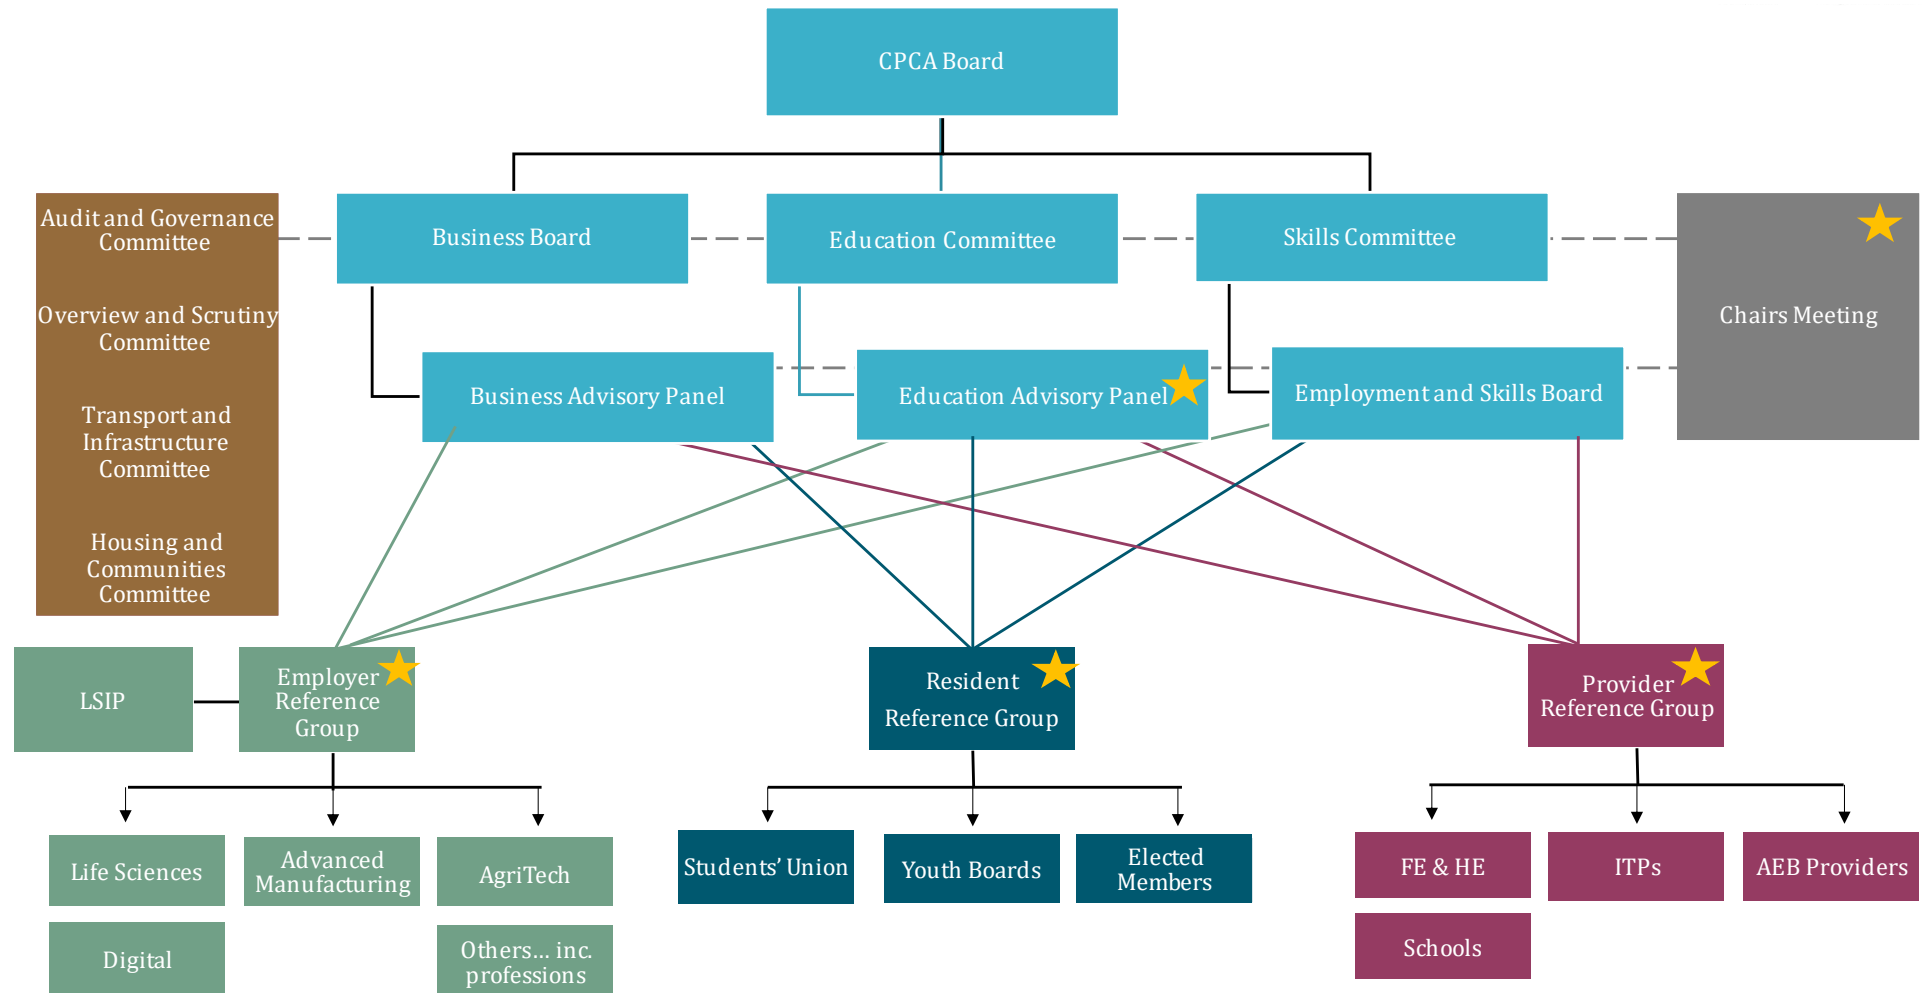 CPCA Board
Audit and Governance
Committee
Overview and Scrutiny
Committee
Transport and
Infrastructure
Committee
Housing and
Communities
Committee
Business Board
Education Committee
Skills Committee
Chairs Meeting
Business Advisory Panel
Education Advisory Panel
Employment and Skills Board
LSIP
Employer
Reference
Group
Resident
Reference Group
Provider
Reference Group
Life Sciences
Advanced
Manufacturing
AgriTech
Digital
Others... inc.
professions
Students’ Union
Youth Boards
Elected
Members
FE & HE
ITPs
AEB Providers
Schools